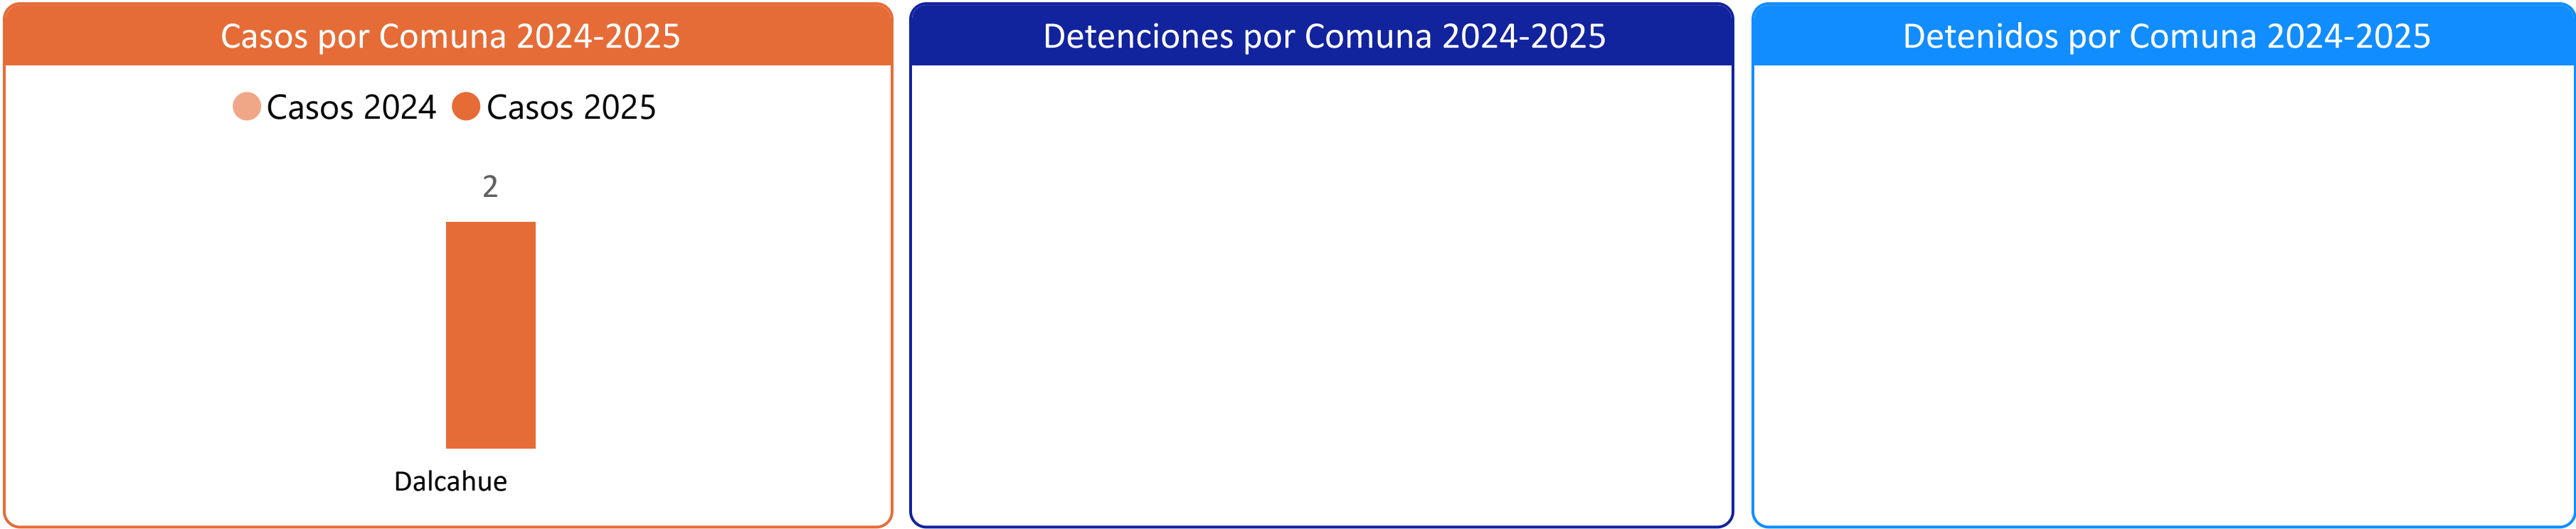 Casos por Comuna 2024-2025
Casos 2024 Casos 2025
2
Dalcahue
Detenciones por Comuna 2024-2025
Detenidos por Comuna 2024-2025